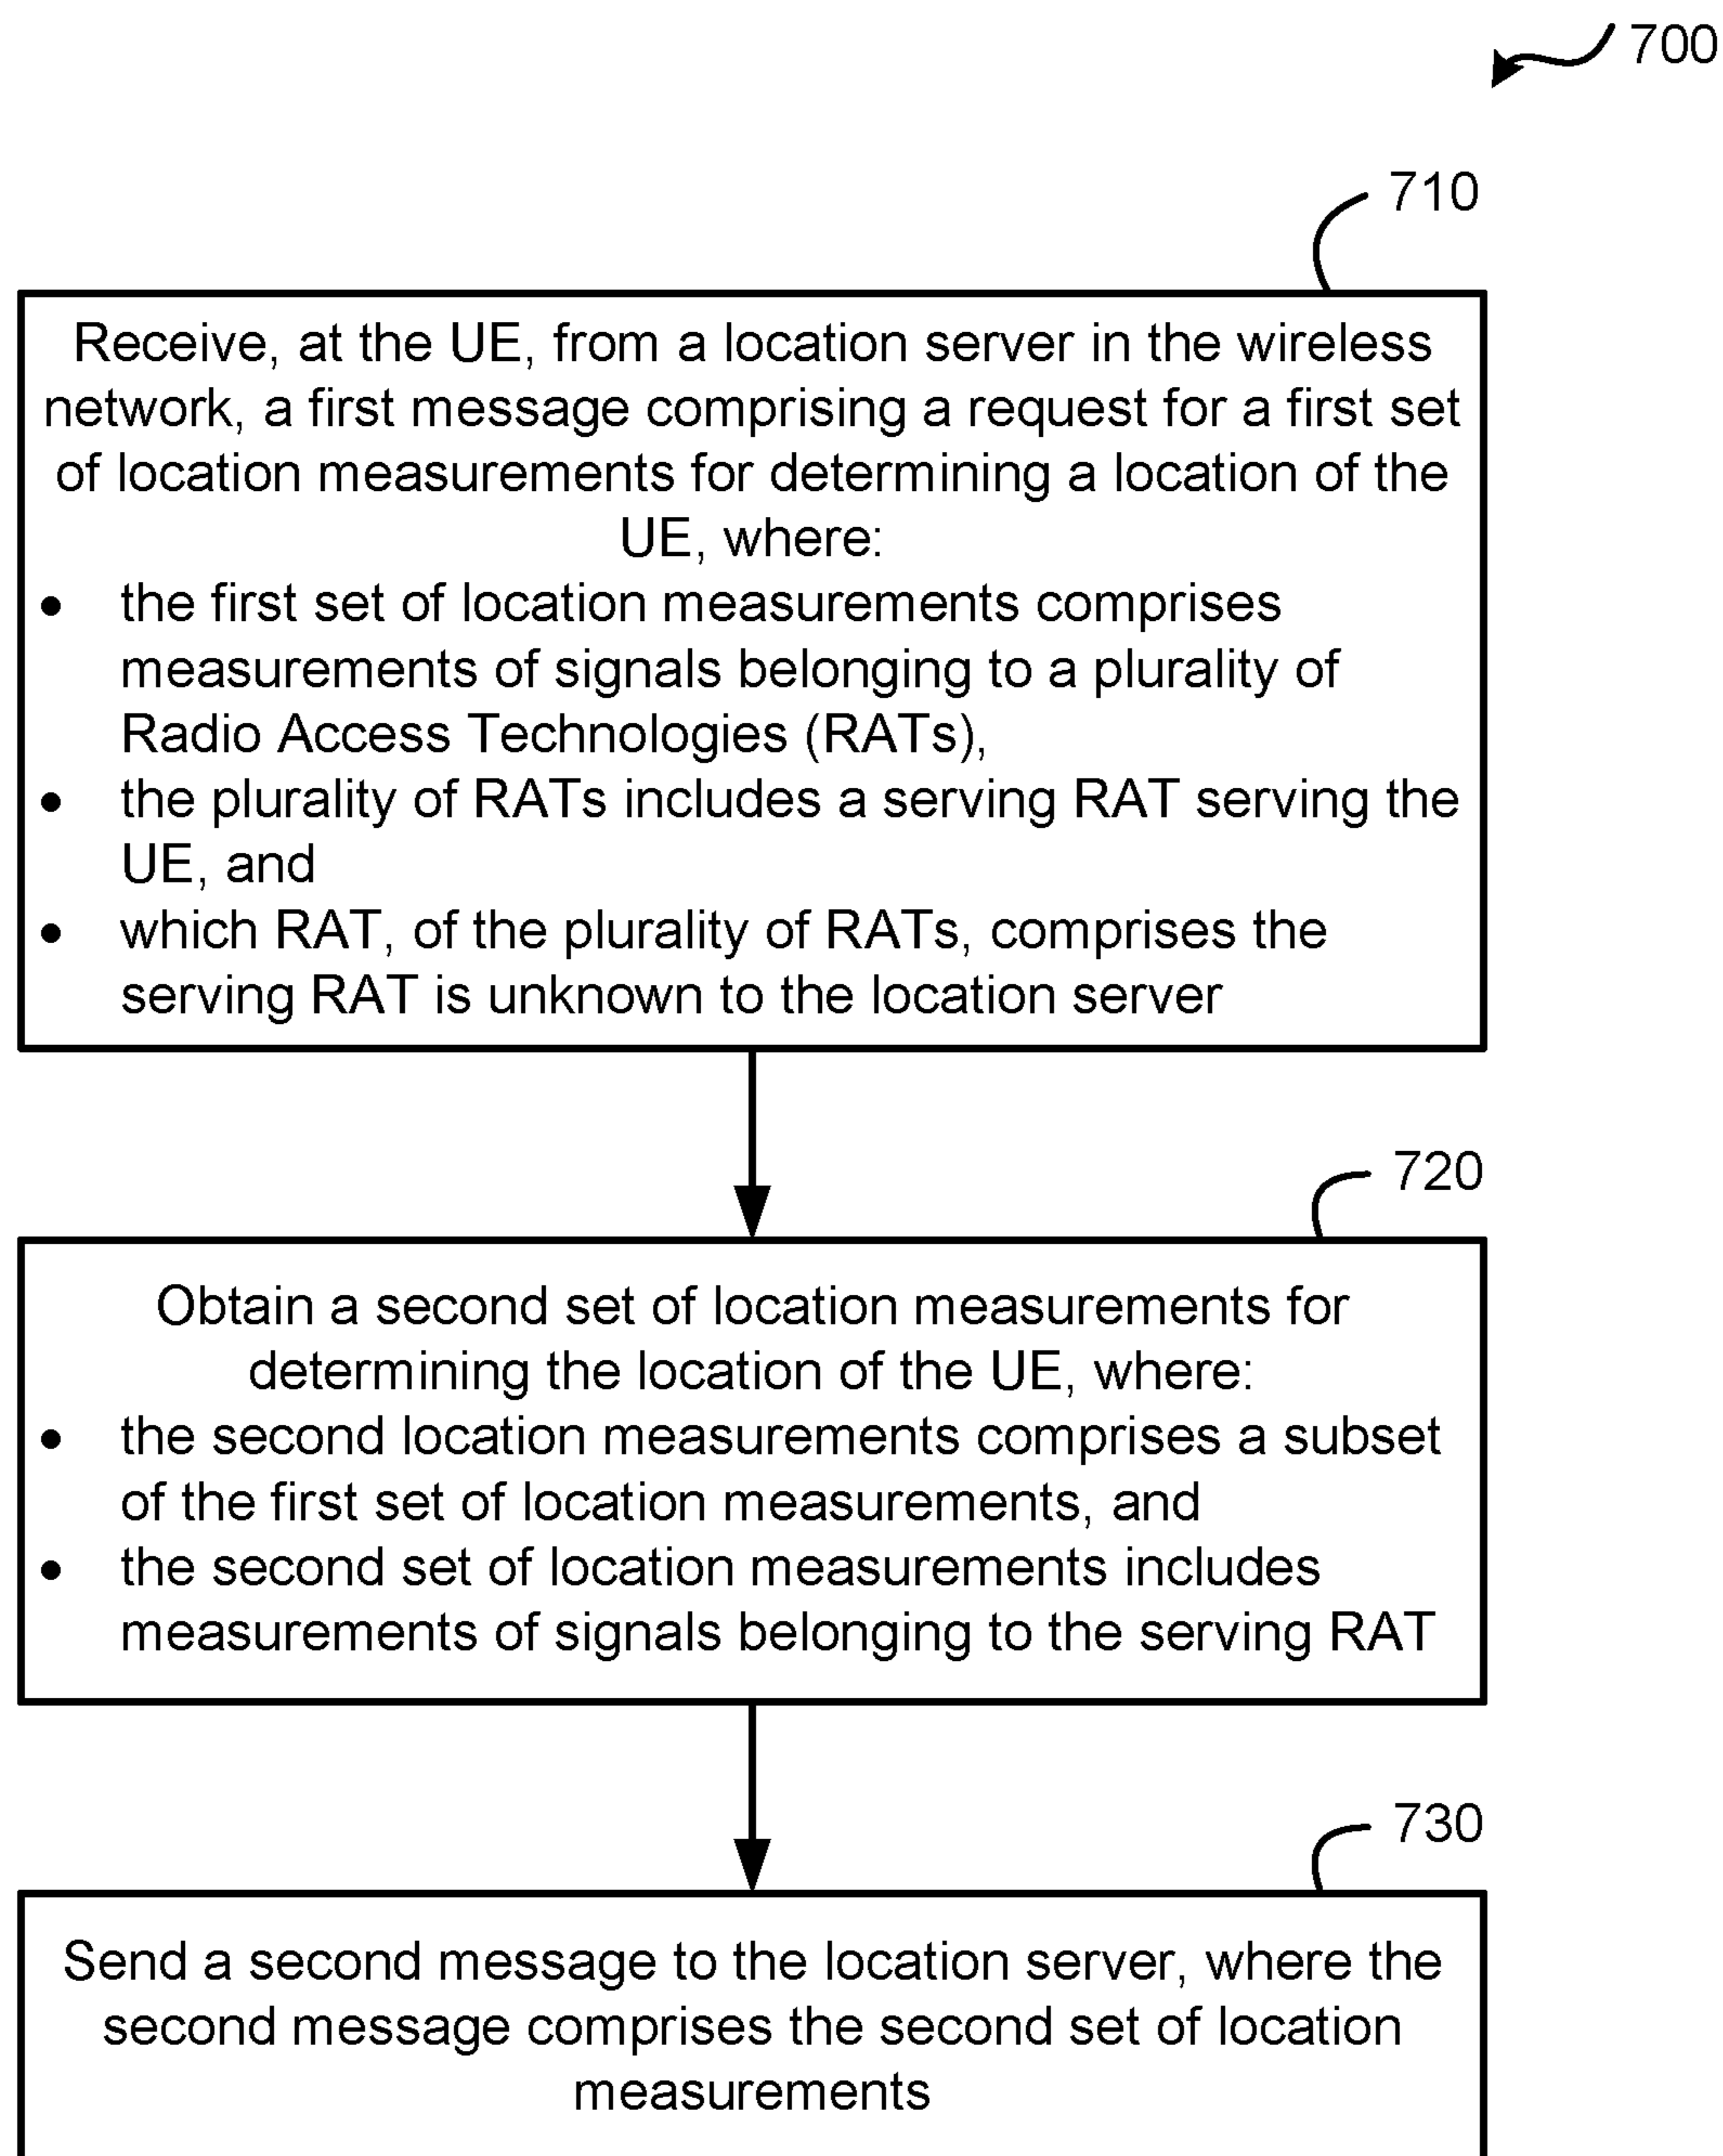 700
710
Receive, at the UE, from a location server in the wireless
network, a first message comprising a request for a first set
of location measurements for determining a location of the
UE, where:
• the first set of location measurements comprises
measurements of signals belonging to a plurality of
Radio Access Technologies (RATs),
• the plurality of RATs includes a serving RAT serving the
UE, and
• which RAT, of the plurality of RATs, comprises the
serving RAT is unknown to the location server
720
Obtain a second set of location measurements for
determining the location of the UE, where:
• the second location measurements comprises a subset
of the first set of location measurements, and
• the second set of location measurements includes
measurements of signals belonging to the serving RAT
730
Send a second message to the location server, where the
second message comprises the second set of location
measurements